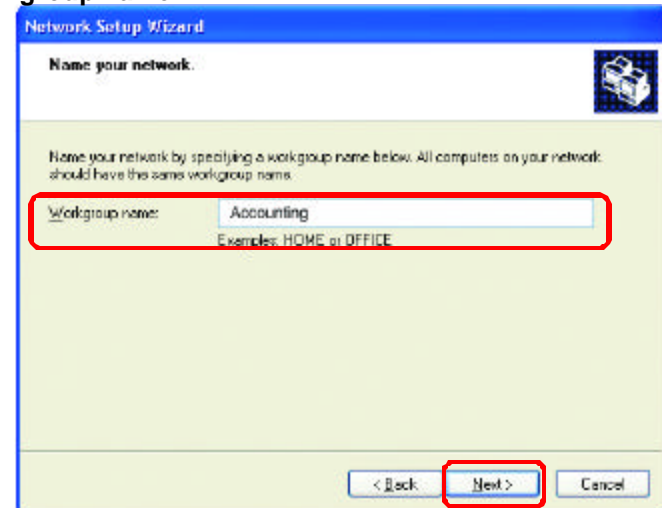 Network Setup Wizard
Name your network.
Name your network by specifying a workgroup name below. All computers on your network
should have the same workgroup name.
Workgroup name: Accounting
Examples: HOME or OFFICE
< Back Next > Cancel